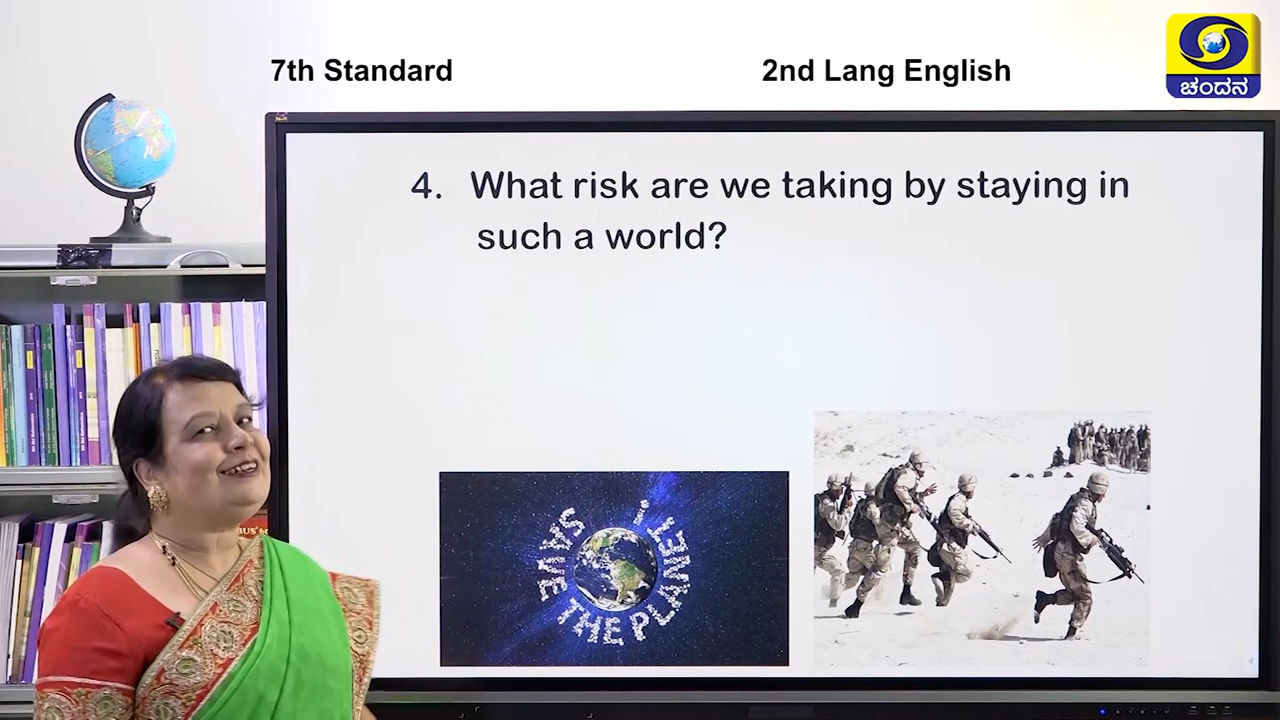 7th Standard
2nd Lang English
ಚಂದನ
4. What risk are we taking by staying in
such a world?
SAVE THE PLANET!